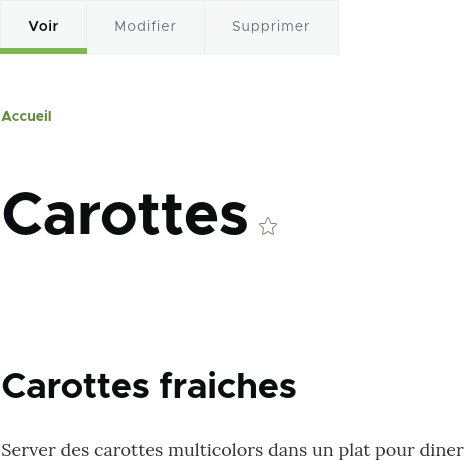 Voir Modifier Supprimer
Accueil
Carottes
Carottes fraiches
Server des carottes multicolors dans un plat pour diner